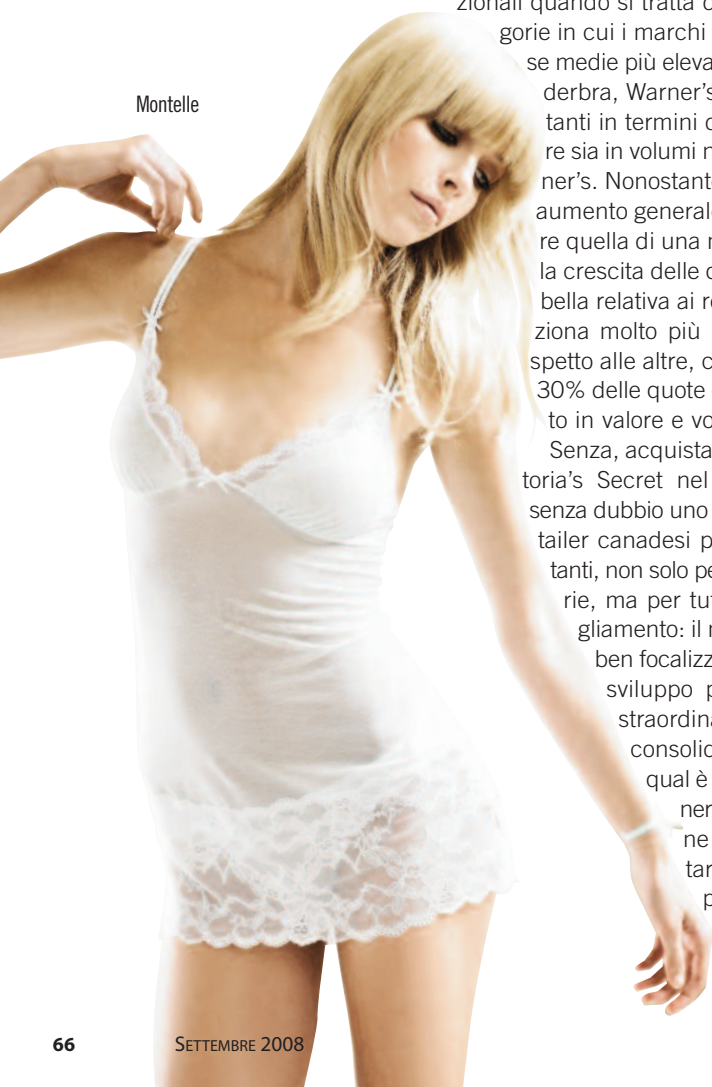 zionali quando si tratta
gorie in cui i marchi
se medie più eleva
derbra, Warner’s
tanti in termini
re sia in volumi
ner’s. Nonostant
aumento general
re quella di una
la crescita delle
bella relativa ai
ziona molto più
spetto alle altre,
30% delle quote
to in valore e vo
Senza, acquista
toria’s Secret nel
senza dubbio uno
tailer canadesi
tanti, non solo pe
rie, ma per tut
gliamento: il
ben focalizz
sviluppo
straordina
consolid
qual è
ner
ne
tar
p
Montelle
66 SETTEMBRE 2008